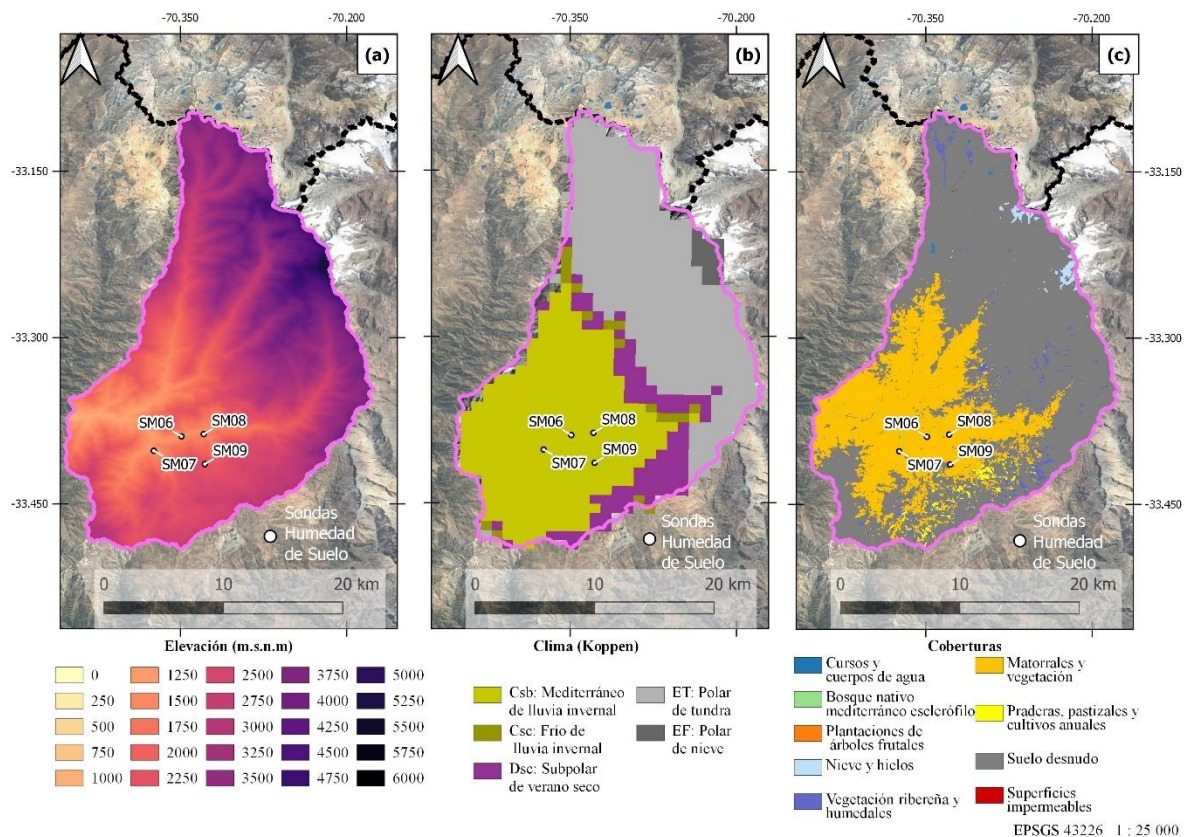 -70.350
-70.200
-70.350
-70.200
-70.350
-70.200
(a)
(b)
(c)
-33.150
-33.300
-33.450
-33.150
-33.300
-33.450
SM06
SM08
SM07
SM09
Sondas
Humedad
de Suelo
0 10 20 km
SM06
SM08
SM07
SM09
Sondas
Humedad
de Suelo
0 10 20 km
SM06
SM08
SM07
SM09
Sondas
Humedad
de Suelo
0 10 20 km
Elevación (m.s.n.m)
0
250
500
750
1000
1250
1500
1750
2000
2250
2500
2750
3000
3250
3500
3750
4000
4250
4500
4750
5000
5250
5500
5750
6000
Clima (Koppen)
Csb: Mediterráneo
de lluvia invernal
Csc: Frío de
lluvia invernal
Dsc: Subpolar
de verano seco
ET: Polar
de tundra
EF: Polar
de nieve
Coberturas
Cursos y
cuerpos de agua
Bosque nativo
mediterráneo esclerófilo
Plantaciones de
árboles frutales
Nieve y hielos
Vegetación ribereña y
humedales
Matorrales y
vegetación
Praderas, pastizales y
cultivos anuales
Suelo desnudo
Superficies
impermeables
EPSGS 43226 1 : 25 000